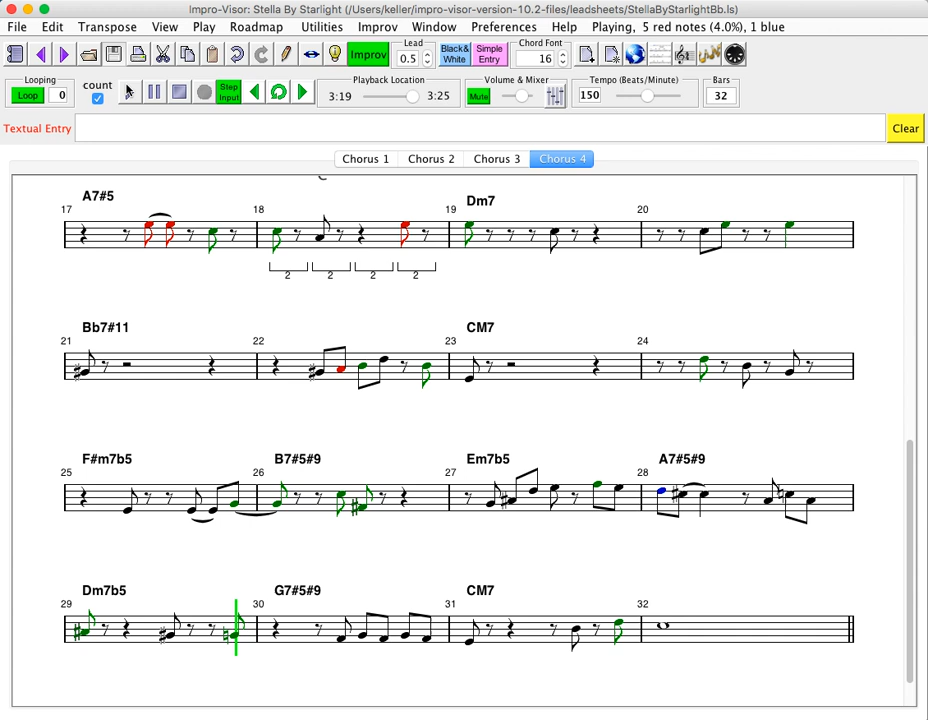 Impro-Visor: Stella By Starlight (/Users/keller/impro-visor-version-10.2-files/leadsheets/StellaByStarlightBb.ls)
File Edit Transpose View Play Roadmap Utilities Improv Window Preferences Help Playing, 5 red notes (4.0%), 1 blue
Improv Lead 0.5 Black & White Simple Entry Chord Font 16
Looping Loop 0 count Step Input Playback Location 3:19 3:25 Volume & Mixer Mute Tempo (Beats/Minute) 150 Bars 32
Textual Entry Clear
Chorus 1 Chorus 2 Chorus 3 Chorus 4
A7#5 Dm7
17 18 19 20
2 2 2 2
Bb7#11 CM7
21 22 23 24
F#m7b5 B7#5#9 Em7b5 A7#5#9
25 26 27 28
Dm7b5 G7#5#9 CM7
29 30 31 32